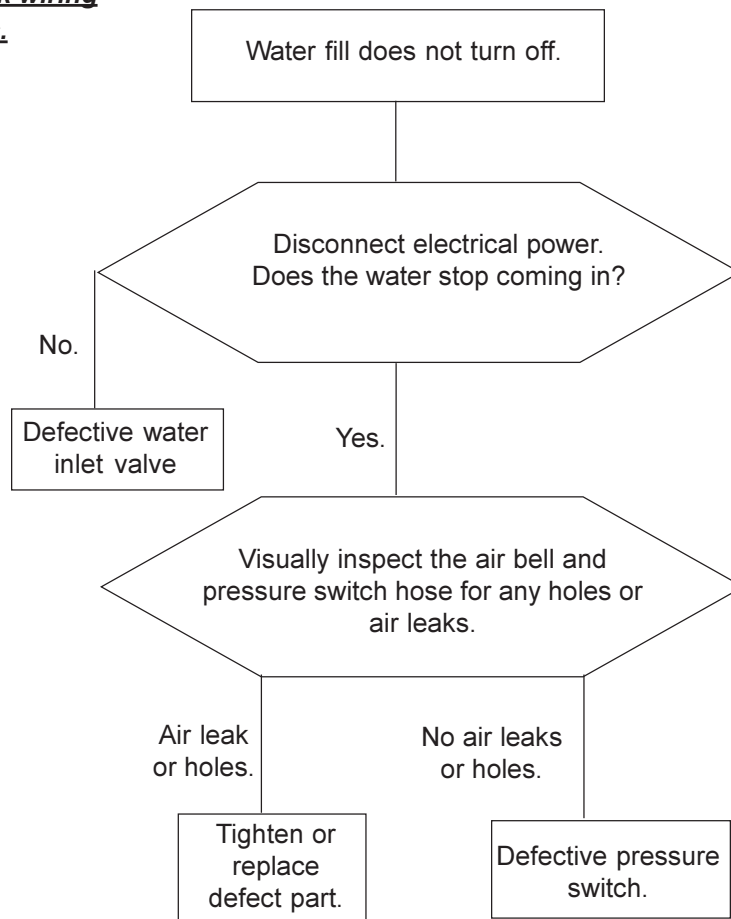 wiring
Water fill does not turn off.
Disconnect electrical power.
Does the water stop coming in?
No.
Defective water
inlet valve
Yes.
Visually inspect the air bell and
pressure switch hose for any holes or
air leaks.
Air leak
or holes.
No air leaks
or holes.
Tighten or
replace
defect part.
Defective pressure
switch.